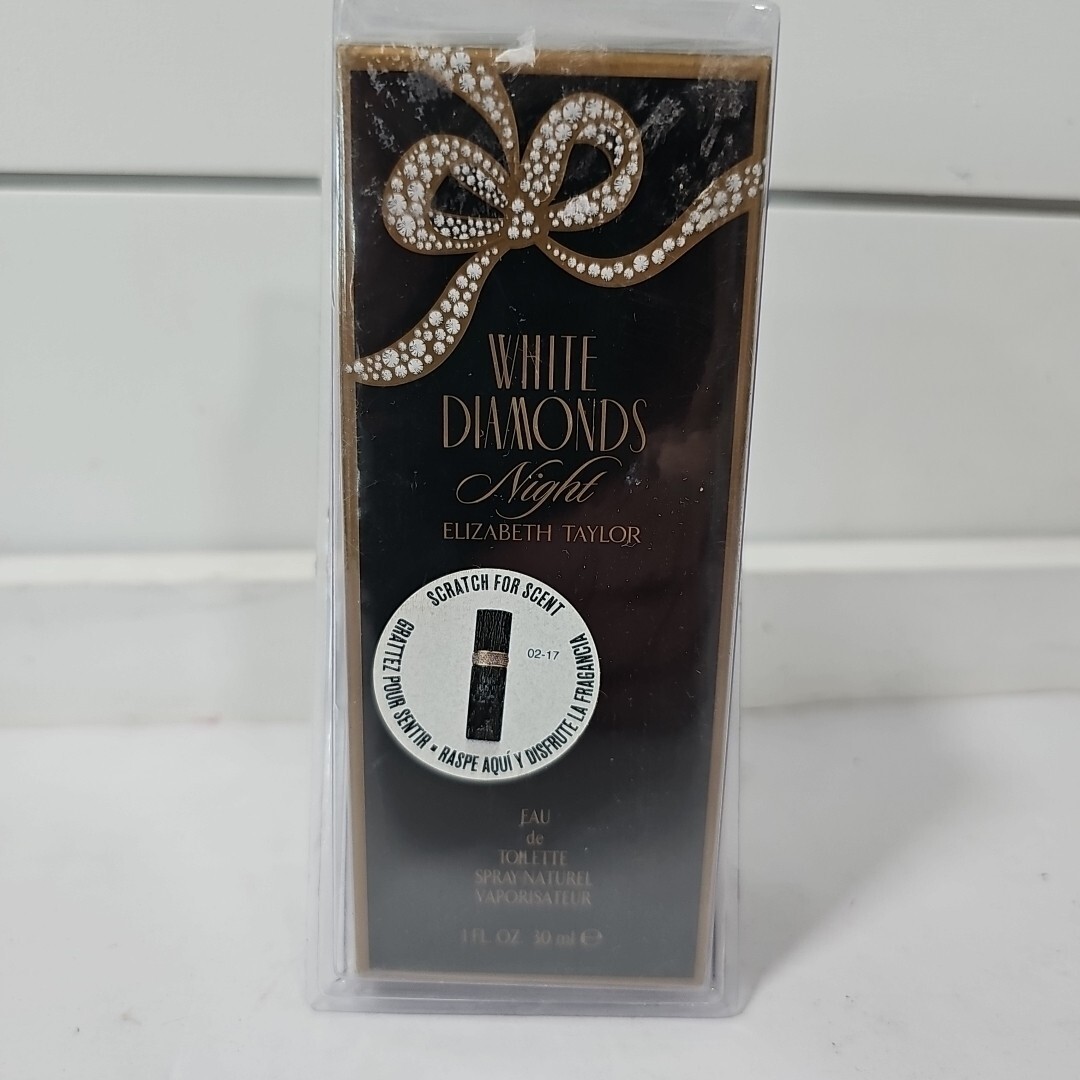 WHITE
DIAMONDS
Night
ELIZABETH TAYLOR
SCRATCH FOR SCENT
02-17
GRATTEZ POUR SENTIR • RASPE AQUÍ Y DISFRUTE LA FRAGANCIA
EAU
de
TOILETTE
SPRAY NATUREL
VAPORISATEUR
1 FL OZ 30 ml ℮